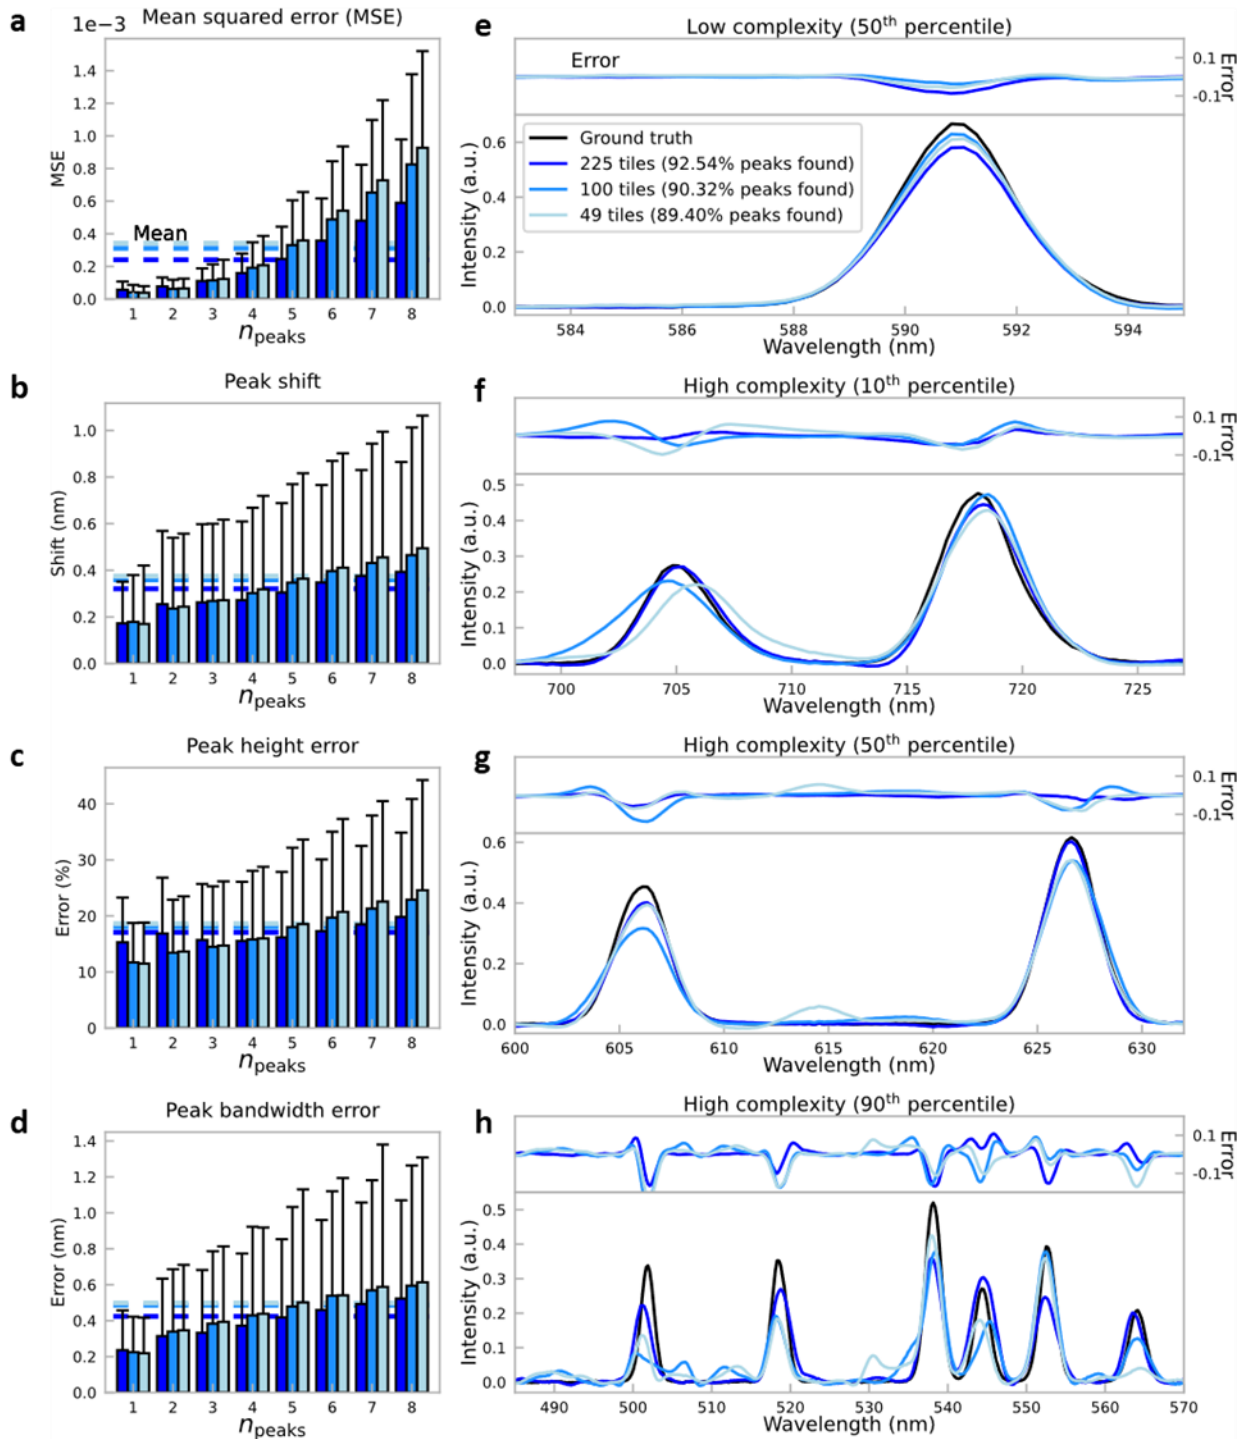 a
Mean squared error (MSE)
1e−3
MSE
1.4
1.2
1.0
0.8
0.6
0.4
0.2
0.0
Mean
1 2 3 4 5 6 7 8
n_peaks
b
Peak shift
Shift (nm)
1.0
0.8
0.6
0.4
0.2
0.0
1 2 3 4 5 6 7 8
n_peaks
c
Peak height error
Error (%)
40
30
20
10
0
1 2 3 4 5 6 7 8
n_peaks
d
Peak bandwidth error
Error (nm)
1.4
1.2
1.0
0.8
0.6
0.4
0.2
0.0
1 2 3 4 5 6 7 8
n_peaks
e
Low complexity (50th percentile)
Error
0.1
-0.1
Error
Ground truth
225 tiles (92.54% peaks found)
100 tiles (90.32% peaks found)
49 tiles (89.40% peaks found)
Intensity (a.u.)
0.6
0.4
0.2
0.0
584 586 588 590 592 594
Wavelength (nm)
f
High complexity (10th percentile)
0.1
-0.1
Error
Intensity (a.u.)
0.5
0.4
0.3
0.2
0.1
0.0
700 705 710 715 720 725
Wavelength (nm)
g
High complexity (50th percentile)
0.1
-0.1
Error
Intensity (a.u.)
0.6
0.4
0.2
0.0
600 605 610 615 620 625 630
Wavelength (nm)
h
High complexity (90th percentile)
0.1
-0.1
Error
Intensity (a.u.)
0.5
0.4
0.3
0.2
0.1
0.0
490 500 510 520 530 540 550 560 570
Wavelength (nm)